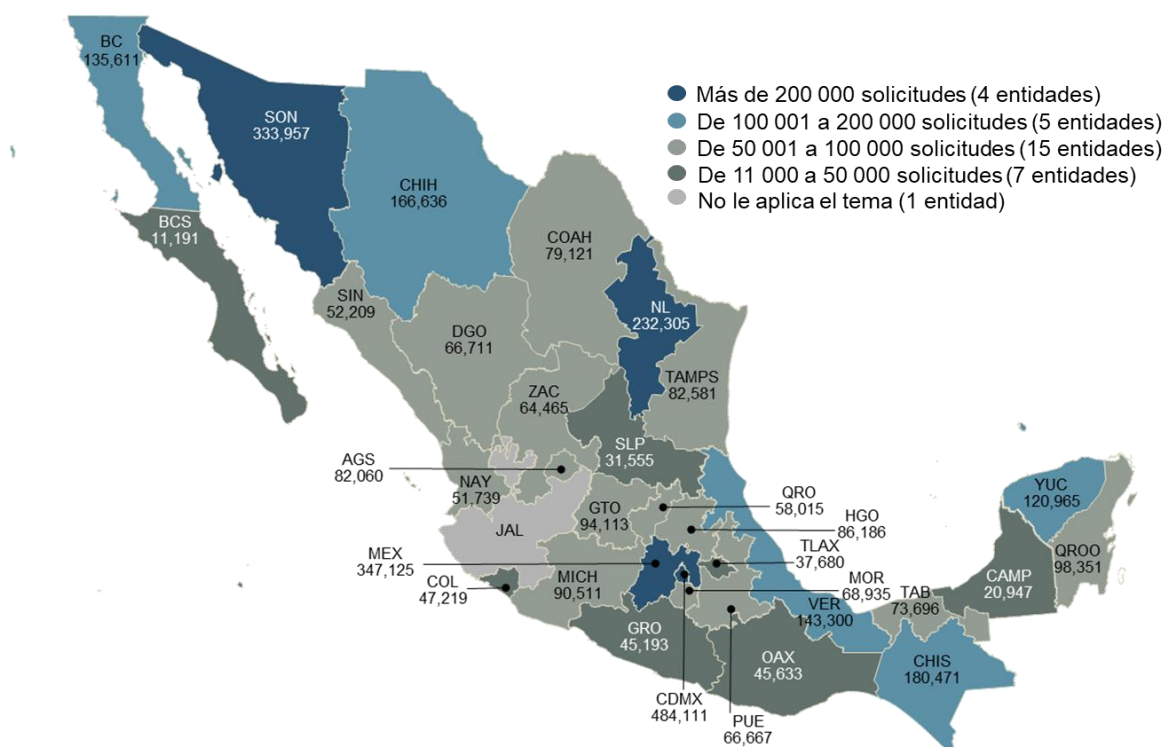 BC
135,611
SON
333,957
Más de 200 000 solicitudes (4 entidades)
De 100 001 a 200 000 solicitudes (5 entidades)
De 50 001 a 100 000 solicitudes (15 entidades)
De 11 000 a 50 000 solicitudes (7 entidades)
No le aplica el tema (1 entidad)
CHIH
166,636
BCS
11,191
COAH
79,121
SIN
52,209
NL
232,305
DGO
66,711
TAMPS
82,581
ZAC
64,465
SLP
31,555
AGS
82,060
NAY
51,739
GTO
94,113
JAL
QRO
58,015
HGO
86,186
YUC
120,965
MEX
347,125
TLAX
37,680
QROO
98,351
COL
47,219
MICH
90,511
MOR
68,935
CAMP
20,947
TAB
73,696
VER
143,300
GRO
45,193
OAX
45,633
CHIS
180,471
CDMX
484,111
PUE
66,667